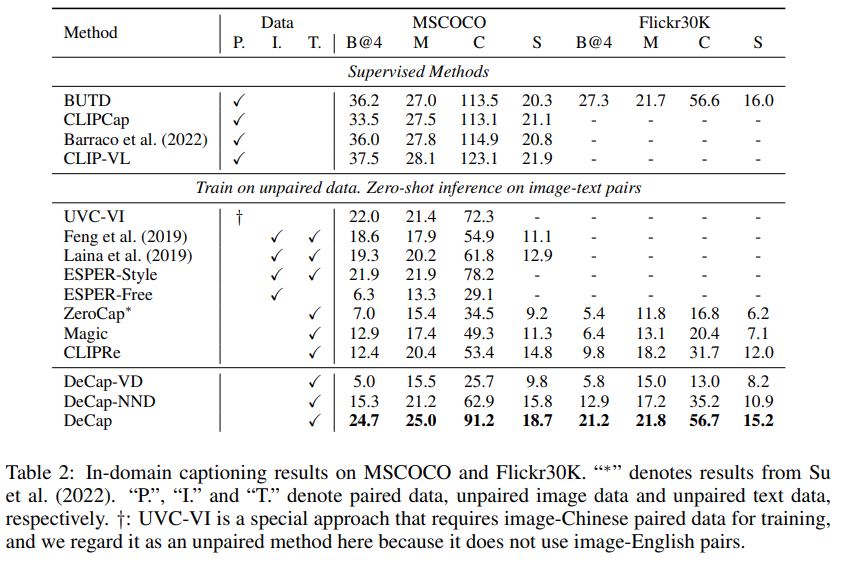 Method Data MSCOCO Flickr30K
P. I. T. B@4 M C S B@4 M C S
Supervised Methods
BUTD ✓ 36.2 27.0 113.5 20.3 27.3 21.7 56.6 16.0
CLIPCap ✓ 33.5 27.5 113.1 21.1 - - - -
Barraco et al. (2022) ✓ 36.0 27.8 114.9 20.8 - - - -
CLIP-VL ✓ 37.5 28.1 123.1 21.9 - - - -
Train on unpaired data. Zero-shot inference on image-text pairs
UVC-VI † 22.0 21.4 72.3 - - - - -
Feng et al. (2019) ✓ ✓ 18.6 17.9 54.9 11.1 - - - -
Laina et al. (2019) ✓ ✓ 19.3 20.2 61.8 12.9 - - - -
ESPER-Style ✓ ✓ 21.9 21.9 78.2 - - - - -
ESPER-Free ✓ 6.3 13.3 29.1 - - - - -
ZeroCap* ✓ 7.0 15.4 34.5 9.2 5.4 11.8 16.8 6.2
Magic ✓ 12.9 17.4 49.3 11.3 6.4 13.1 20.4 7.1
CLIPRe ✓ 12.4 20.4 53.4 14.8 9.8 18.2 31.7 12.0
DeCap-VD ✓ 5.0 15.5 25.7 9.8 5.8 15.0 13.0 8.2
DeCap-NND ✓ 15.3 21.2 62.9 15.8 12.9 17.2 35.2 10.9
DeCap ✓ 24.7 25.0 91.2 18.7 21.2 21.8 56.7 15.2
Table 2: In-domain captioning results on MSCOCO and Flickr30K. “*” denotes results from Su
et al. (2022). “P.”, “I.” and “T.” denote paired data, unpaired image data and unpaired text data,
respectively. †: UVC-VI is a special approach that requires image-Chinese paired data for training,
and we regard it as an unpaired method here because it does not use image-English pairs.